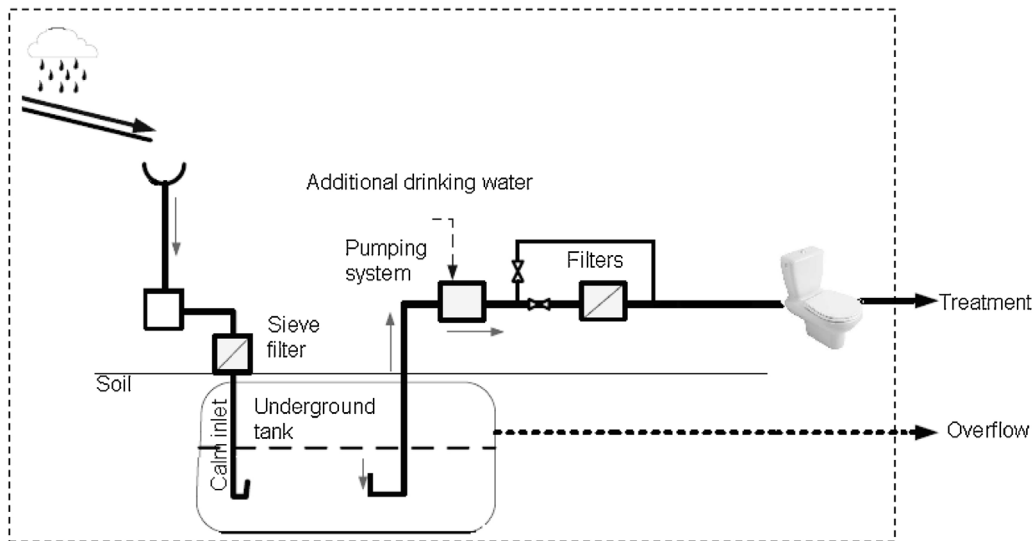 Additional drinking water
Pumping
system
Filters
Treatment
Sieve
filter
Soil
Calm inlet
Underground
tank
Overflow